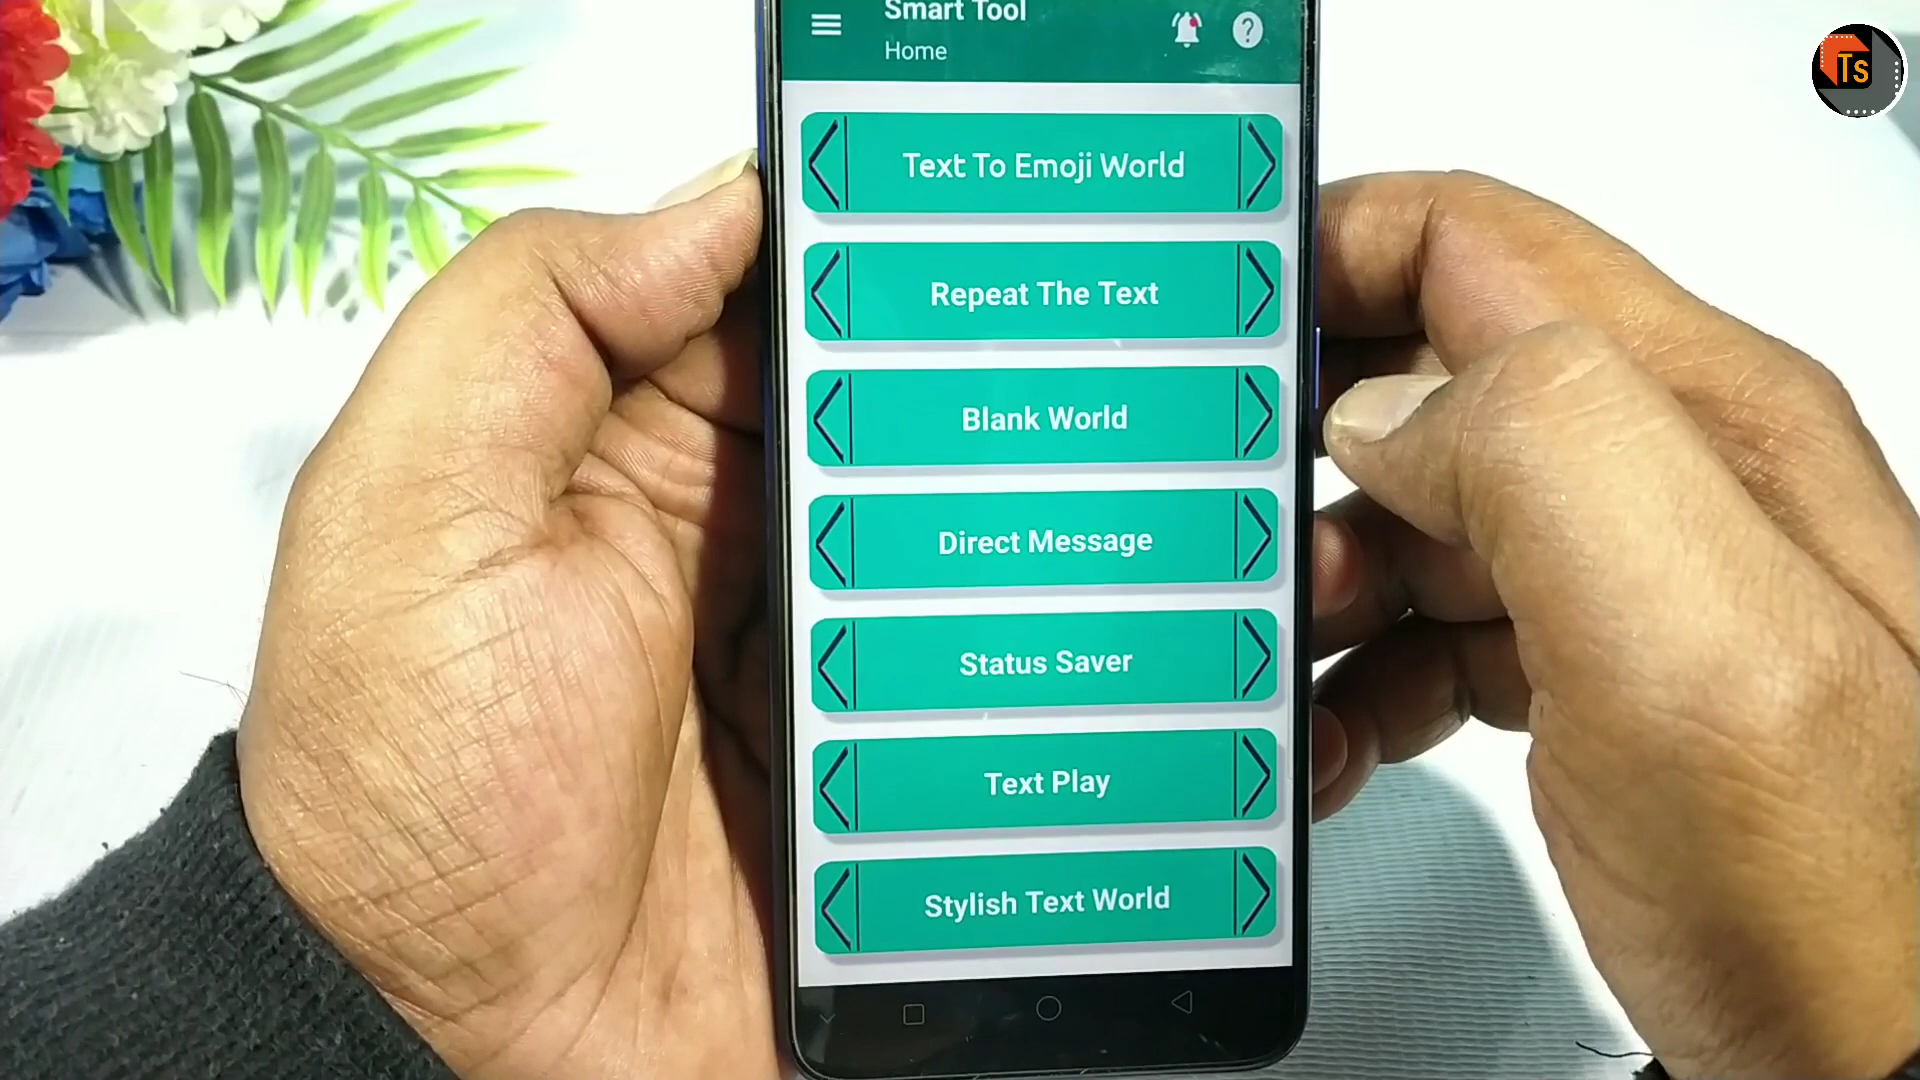 Smart Tool
Home
Ts
Text To Emoji World
Repeat The Text
Blank World
Direct Message
Status Saver
Text Play
Stylish Text World